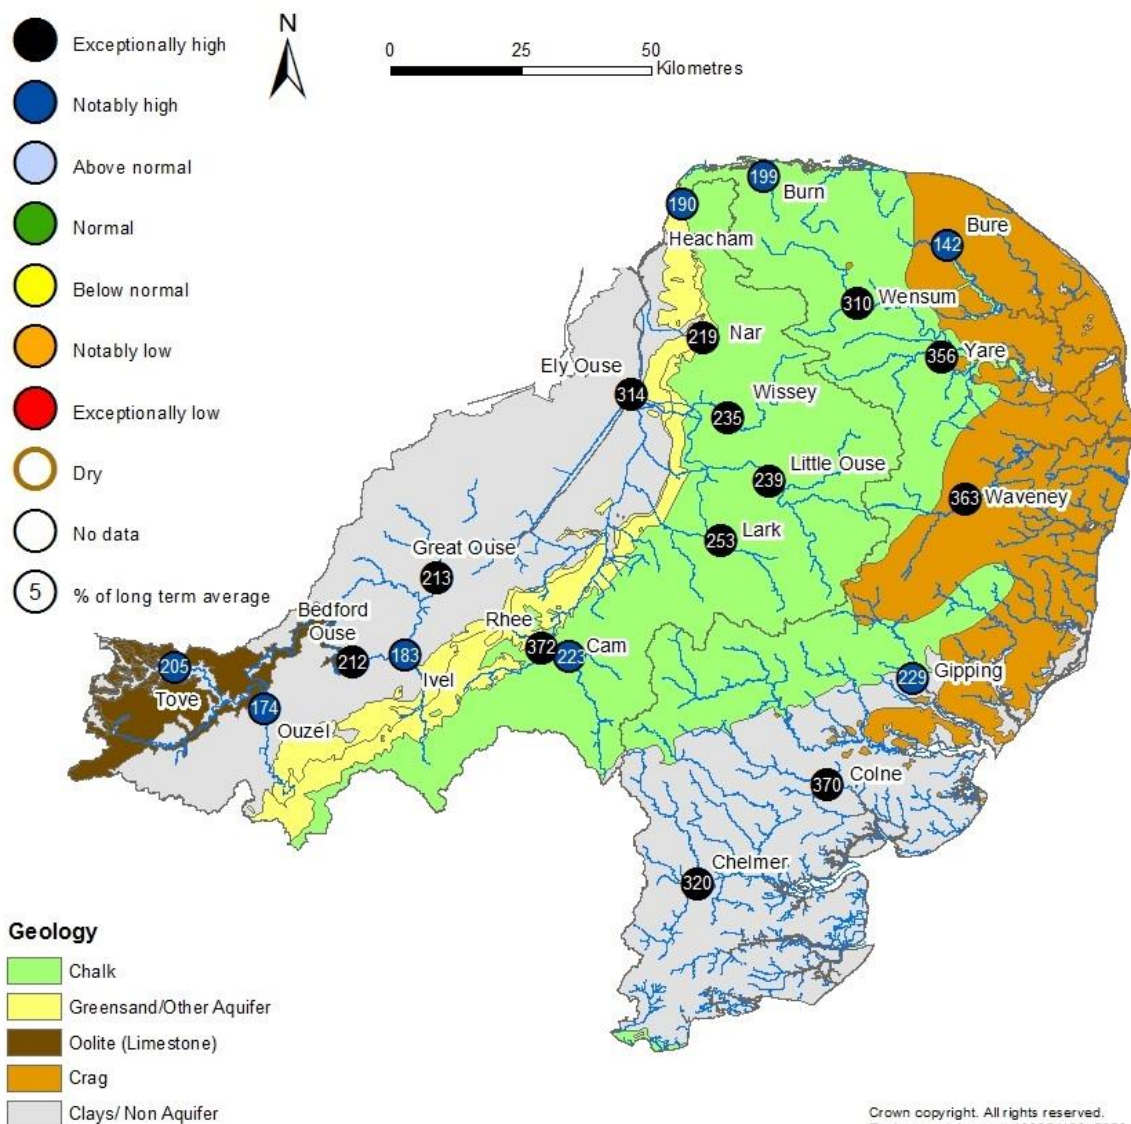 Exceptionally high
Notably high
Above normal
Normal
Below normal
Notably low
Exceptionally low
Dry
No data
5 % of long term average
N
0 25 50
Kilometres
199
Burn
190
Heacham
Bure
142
310
Wensum
219
Nar
356
Yare
Ely Ouse
314
Wissey
235
Little Ouse
239
363
Waveney
253
Lark
Great Ouse
213
Bedford
Ouse
212
183
Ivel
Rhee
372
223
Cam
205
Tove
174
Ouzel
Gipping
229
370
Colne
Chelmer
320
Geology
Chalk
Greensand/Other Aquifer
Oolite (Limestone)
Crag
Clays/ Non Aquifer
Crown copyright. All rights reserved.